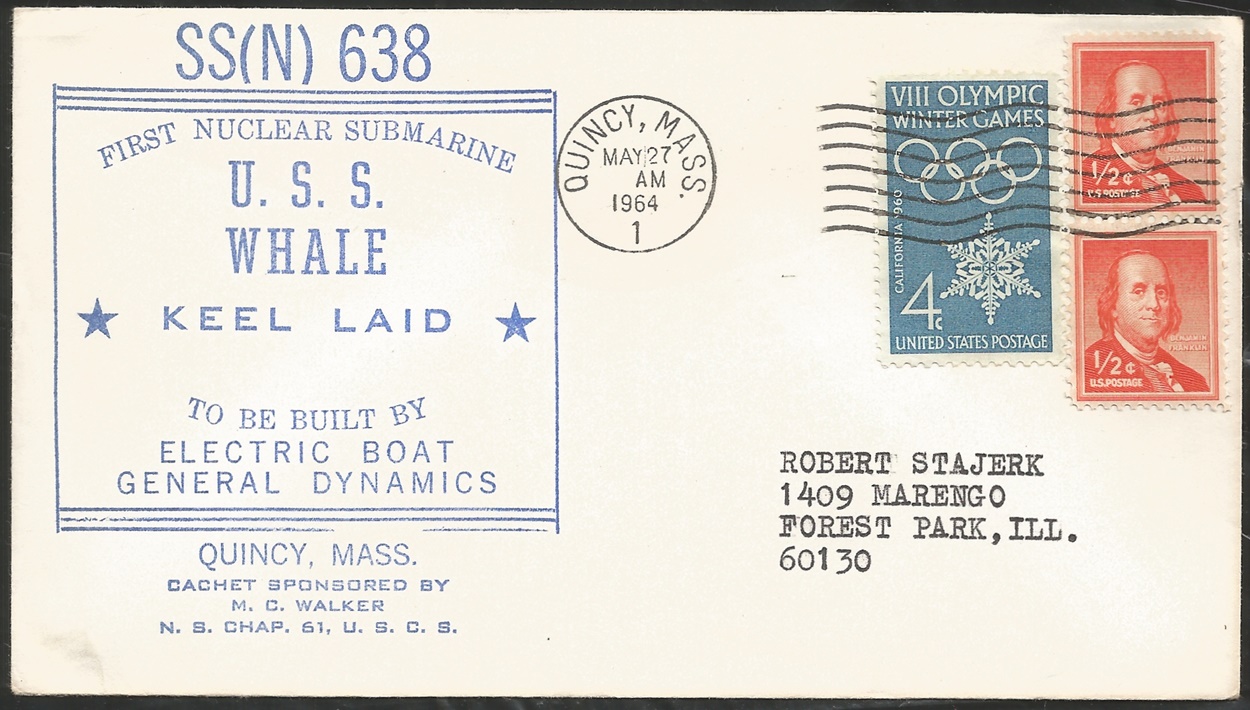 SS(N) 638
FIRST NUCLEAR SUBMARINE
U. S. S.
WHALE
★ KEEL LAID ★
TO BE BUILT BY
ELECTRIC BOAT
GENERAL DYNAMICS
QUINCY, MASS.
CACHET SPONSORED BY
M. C. WALKER
N. S. CHAP. 61, U. S. C. S.
QUINCY, MASS.
MAY 27
AM
1964
1
VIII OLYMPIC
WINTER GAMES
CALIFORNIA 1960
4c
UNITED STATES POSTAGE
BENJAMIN
FRANKLIN
1/2 ¢
U.S. POSTAGE
BENJAMIN
FRANKLIN
1/2 ¢
U.S. POSTAGE
ROBERT STAJERK
1409 MARENGO
FOREST PARK, ILL.
60130